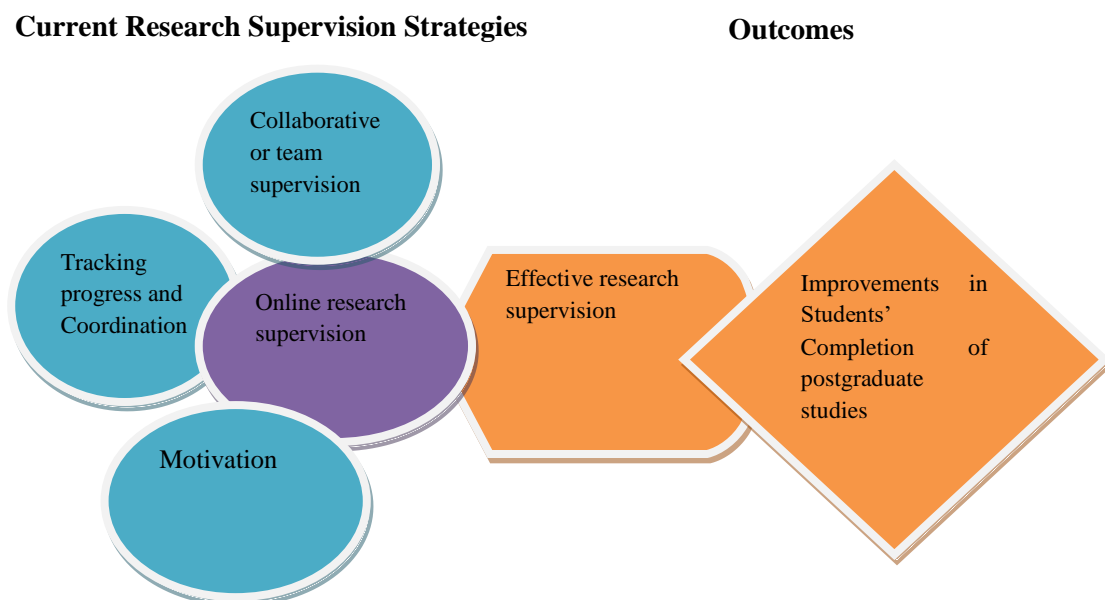 Current Research Supervision Strategies
Outcomes
Collaborative
or team
supervision
Tracking
progress and
Coordination
Online research
supervision
Motivation
Effective research
supervision
Improvements in
Students’
Completion of
postgraduate
studies